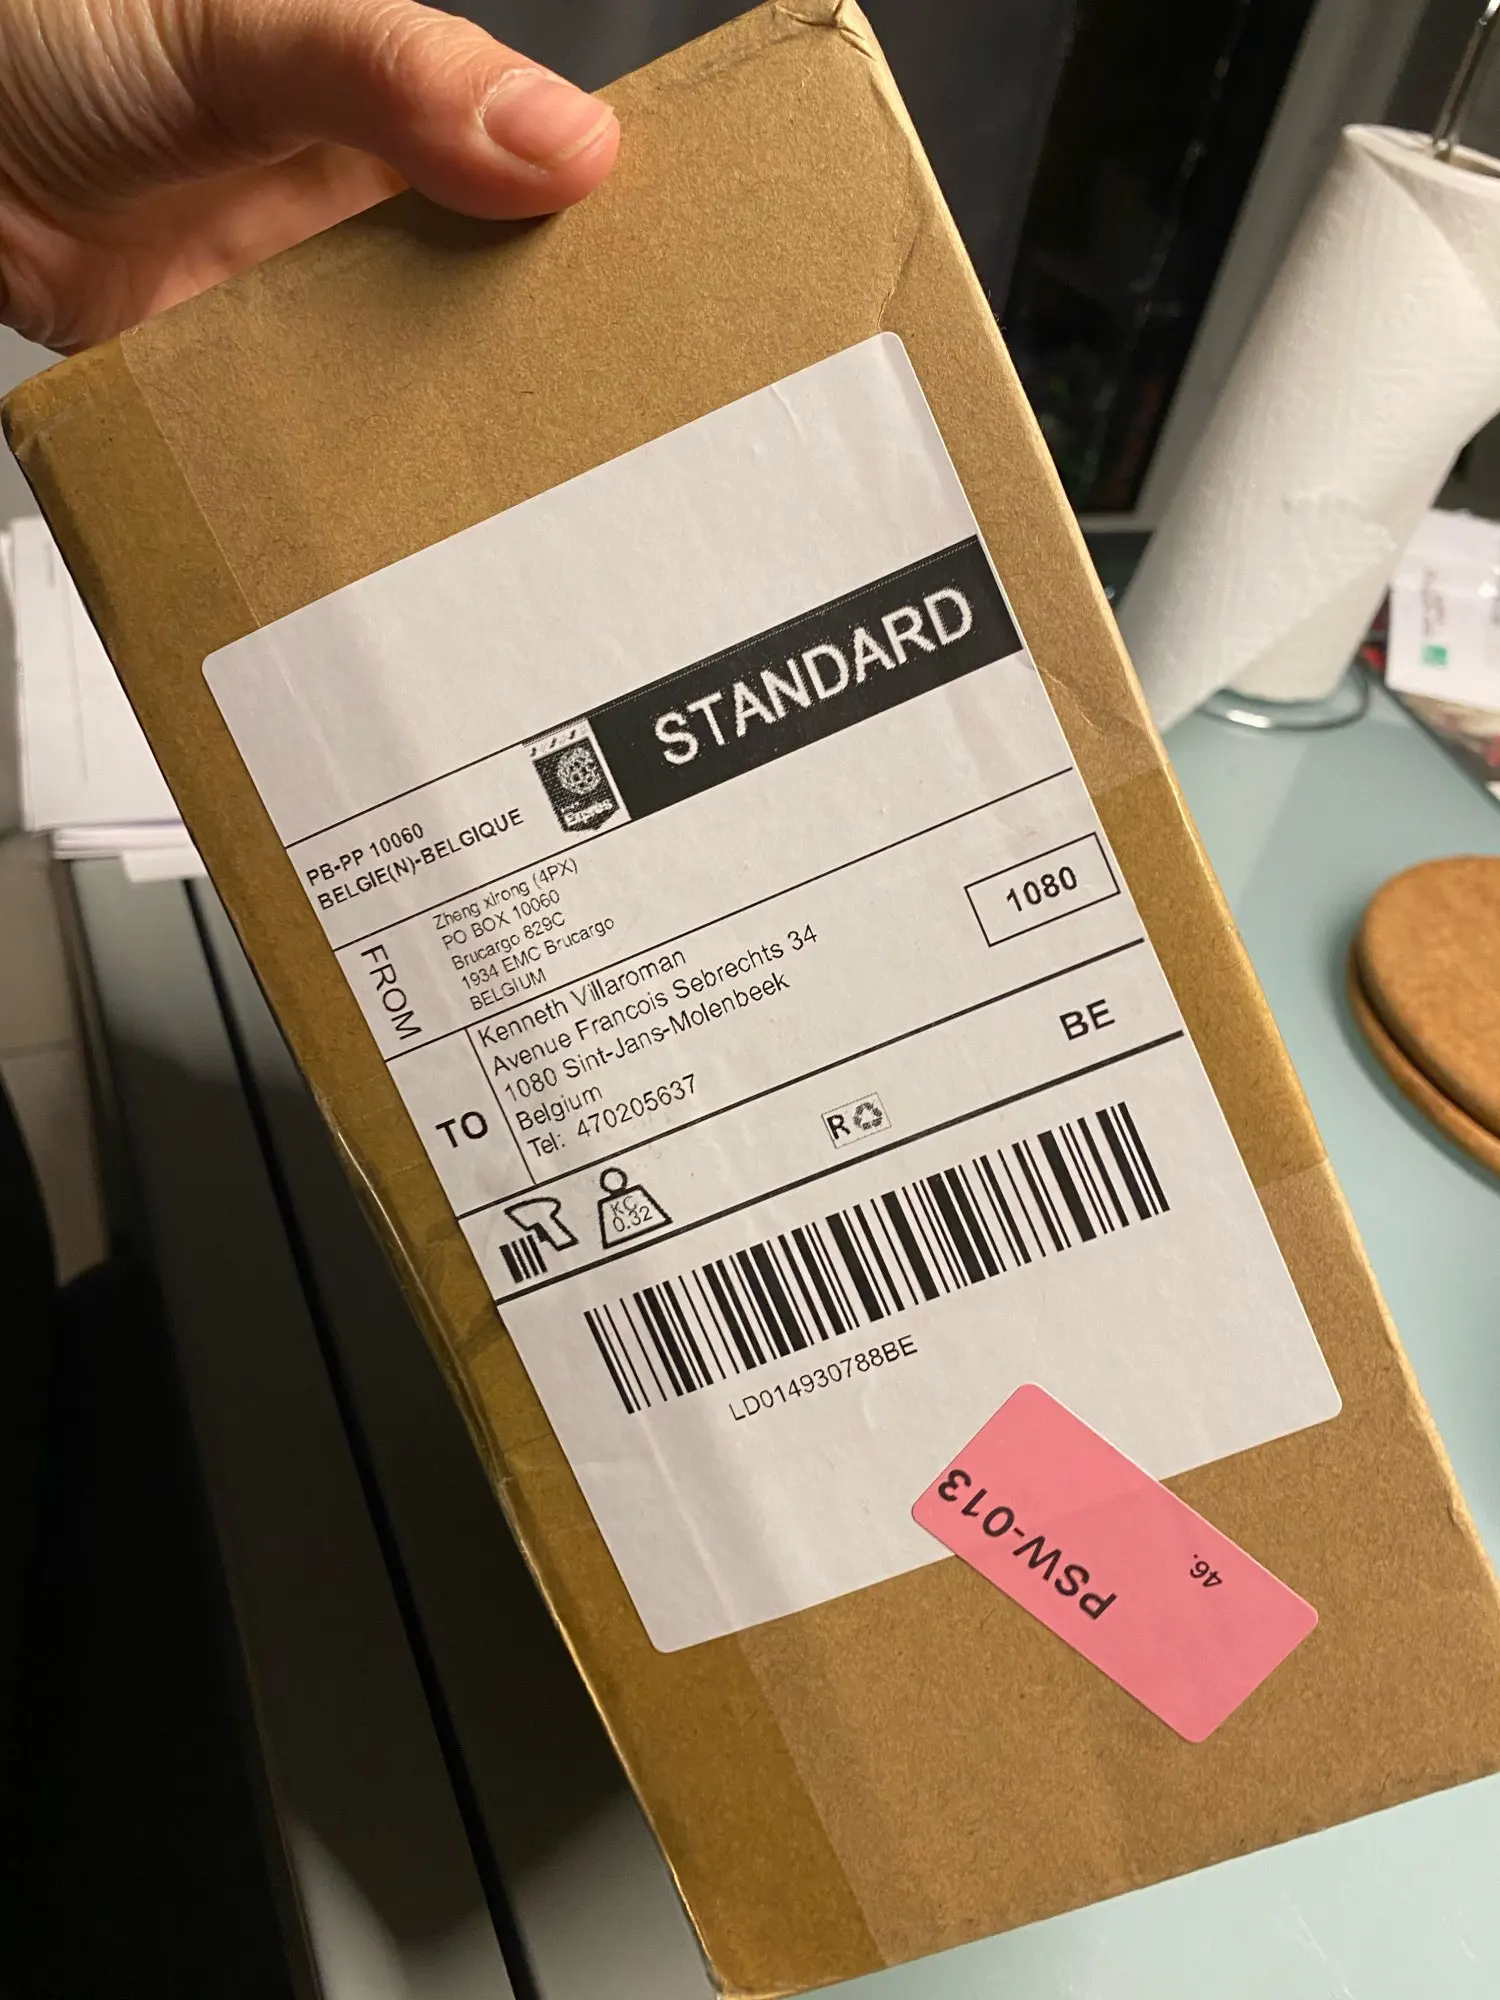 STANDARD
PB-PP 10060
BELGIE(N)-BELGIQUE
FROM
Zheng xirong (4PX)
PO BOX 10060
Brucargo 829C
1934 EMC Brucargo
BELGIUM
1080
TO
Kenneth Villaroman
Avenue Francois Sebrechts 34
1080 Sint-Jans-Molenbeek
Belgium
Tel: 470205637
BE
KG
0.32
R
LD014930788BE
PSW-013
46.